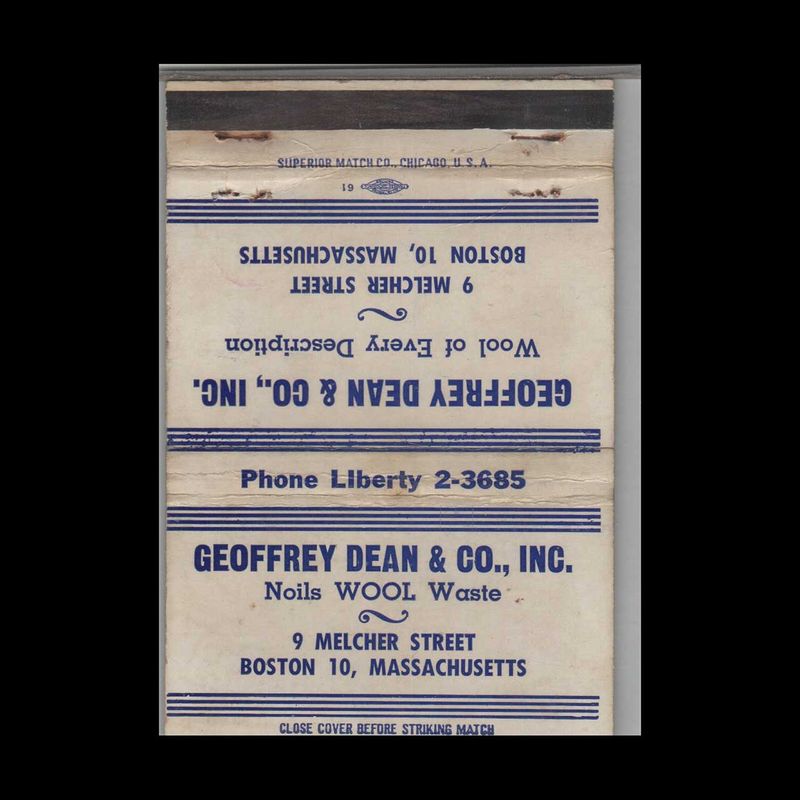 SUPERIOR MATCH CO., CHICAGO, U. S. A.
19
GEOFFREY DEAN & CO., INC.
Wool of Every Description
9 MELCHER STREET
BOSTON 10, MASSACHUSETTS
Phone LIberty 2-3685
GEOFFREY DEAN & CO., INC.
Noils WOOL Waste
9 MELCHER STREET
BOSTON 10, MASSACHUSETTS
CLOSE COVER BEFORE STRIKING MATCH